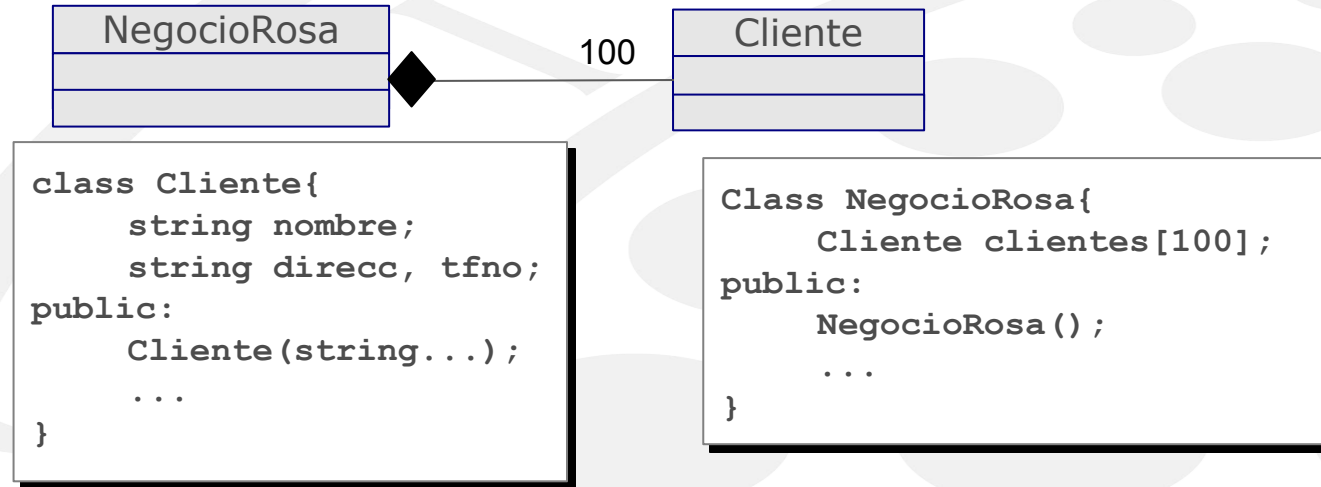 NegocioRosa
100
Cliente
class Cliente{
string nombre;
string direcc, tfno;
public:
Cliente(string...);
...
}
Class NegocioRosa{
Cliente clientes[100];
public:
NegocioRosa();
...
}